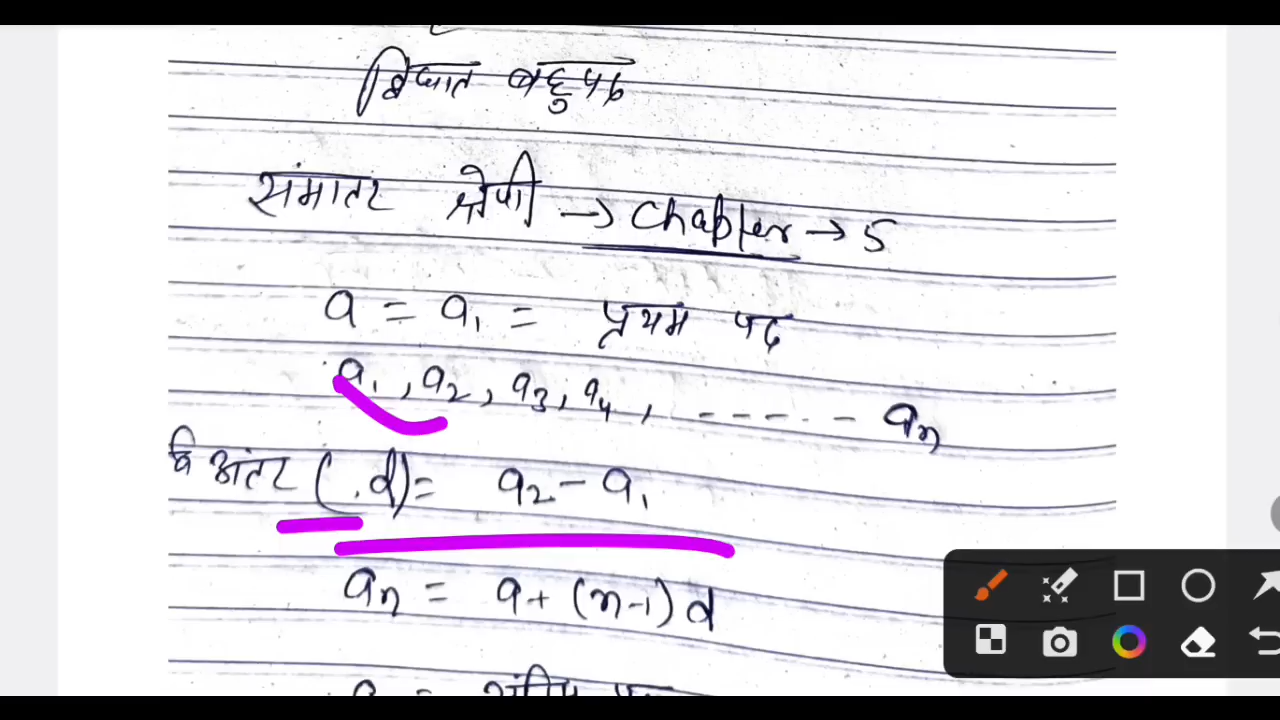 द्विघात बहुपद
समातर श्रेणी → Chapter → 5
a = a₁ = प्रथम पद
a₁, a₂, a₃, a₄, ------ aₙ
अंतर (d) = a₂ - a₁
aₙ = a + (n-1) d